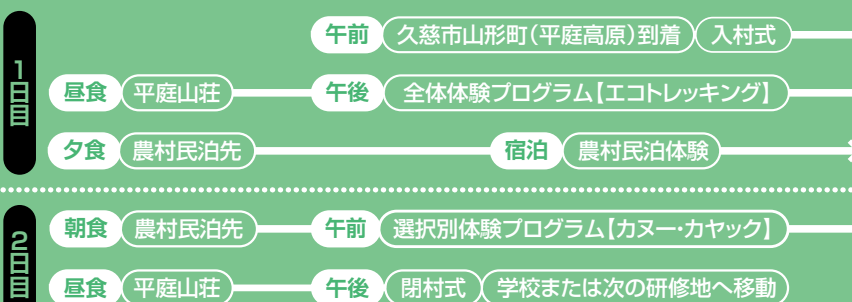 1日目
午前 久慈市山形町(平庭高原)到着 入村式
昼食 平庭山荘 午後 全体体験プログラム【エコトレッキング】
夕食 農村民泊先 宿泊 農村民泊体験
2日目
朝食 農村民泊先 午前 選択別体験プログラム【カヌー・カヤック】
昼食 平庭山荘 午後 閉村式 学校または次の研修地へ移動